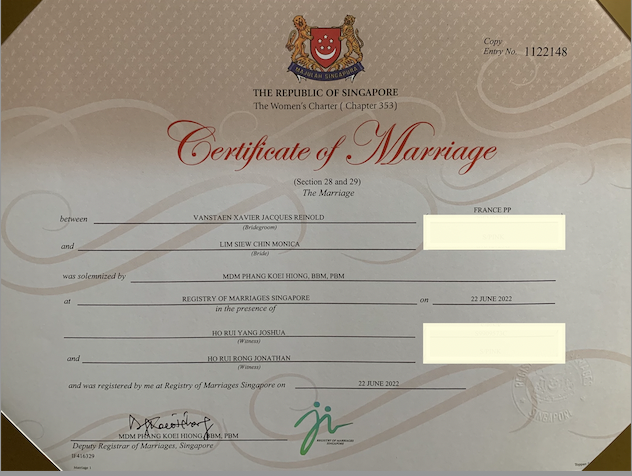 MAJULAH SINGAPURA
Copy
Entry No. 1122148
THE REPUBLIC OF SINGAPORE
The Women's Charter ( Chapter 353)
Certificate of Marriage
(Section 28 and 29)
The Marriage
FRANCE PP
between VANSTAEN XAVIER JACQUES REINOLD
(Bridegroom)
and LIM SIEW CHIN MONICA
(Bride)
was solemnized by MDM PHANG KOEI HIONG, BBM, PBM
at REGISTRY OF MARRIAGES SINGAPORE on 22 JUNE 2022
in the presence of
HO RUI YANG JOSHUA
(Witness)
and HO RUI RONG JONATHAN
(Witness)
and was registered by me at Registry of Marriages Singapore on 22 JUNE 2022
MDM PHANG KOEI HIONG, BBM, PBM
Deputy Registrar of Marriages, Singapore
REGISTRY OF MARRIAGES
SINGAPORE